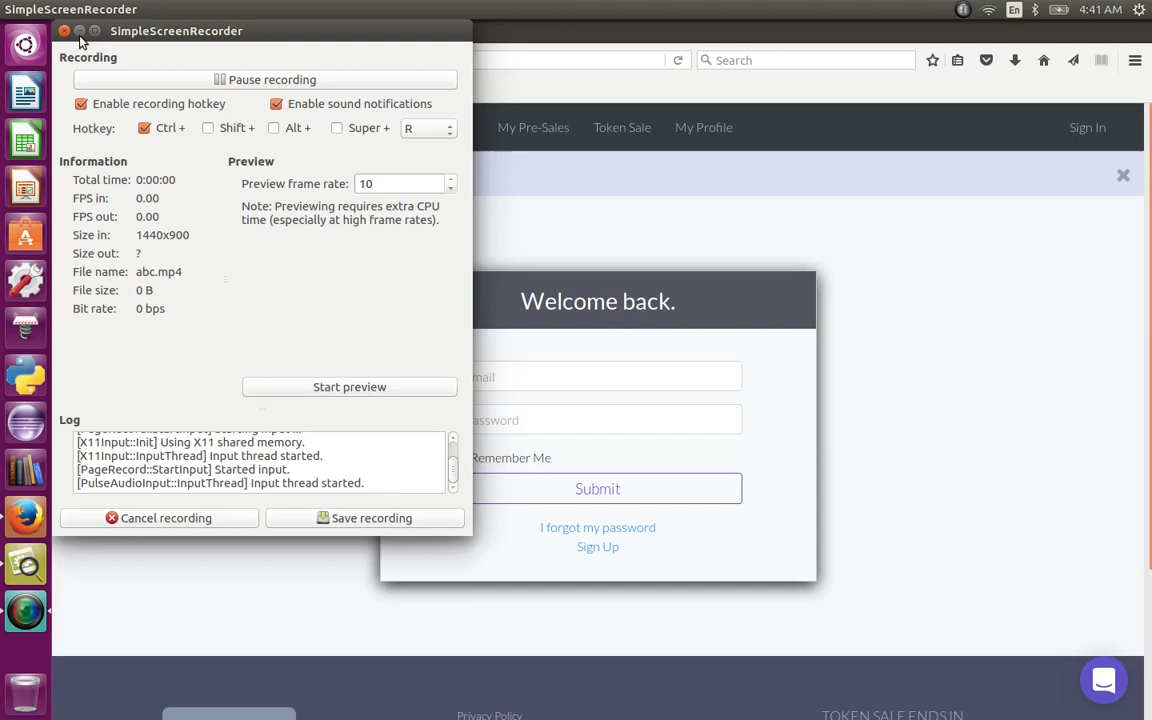 SimpleScreenRecorder
En
4:41 AM
SimpleScreenRecorder
Search
Recording
Pause recording
Enable recording hotkey
Enable sound notifications
Hotkey:
Ctrl +
Shift +
Alt +
Super +
R
My Pre-Sales
Token Sale
My Profile
Sign In
Information
Total time: 0:00:00
FPS in: 0.00
FPS out: 0.00
Size in: 1440x900
Size out: ?
File name: abc.mp4
File size: 0 B
Bit rate: 0 bps
Preview
Preview frame rate: 10
Note: Previewing requires extra CPU
time (especially at high frame rates).
Start preview
Log
[X11Input::Init] Using X11 shared memory.
[X11Input::InputThread] Input thread started.
[PageRecord::StartInput] Started input.
[PulseAudioInput::InputThread] Input thread started.
Cancel recording
Save recording
Welcome back.
mail
assword
Remember Me
Submit
I forgot my password
Sign Up
Privacy Policy
TOKEN SALE ENDS IN